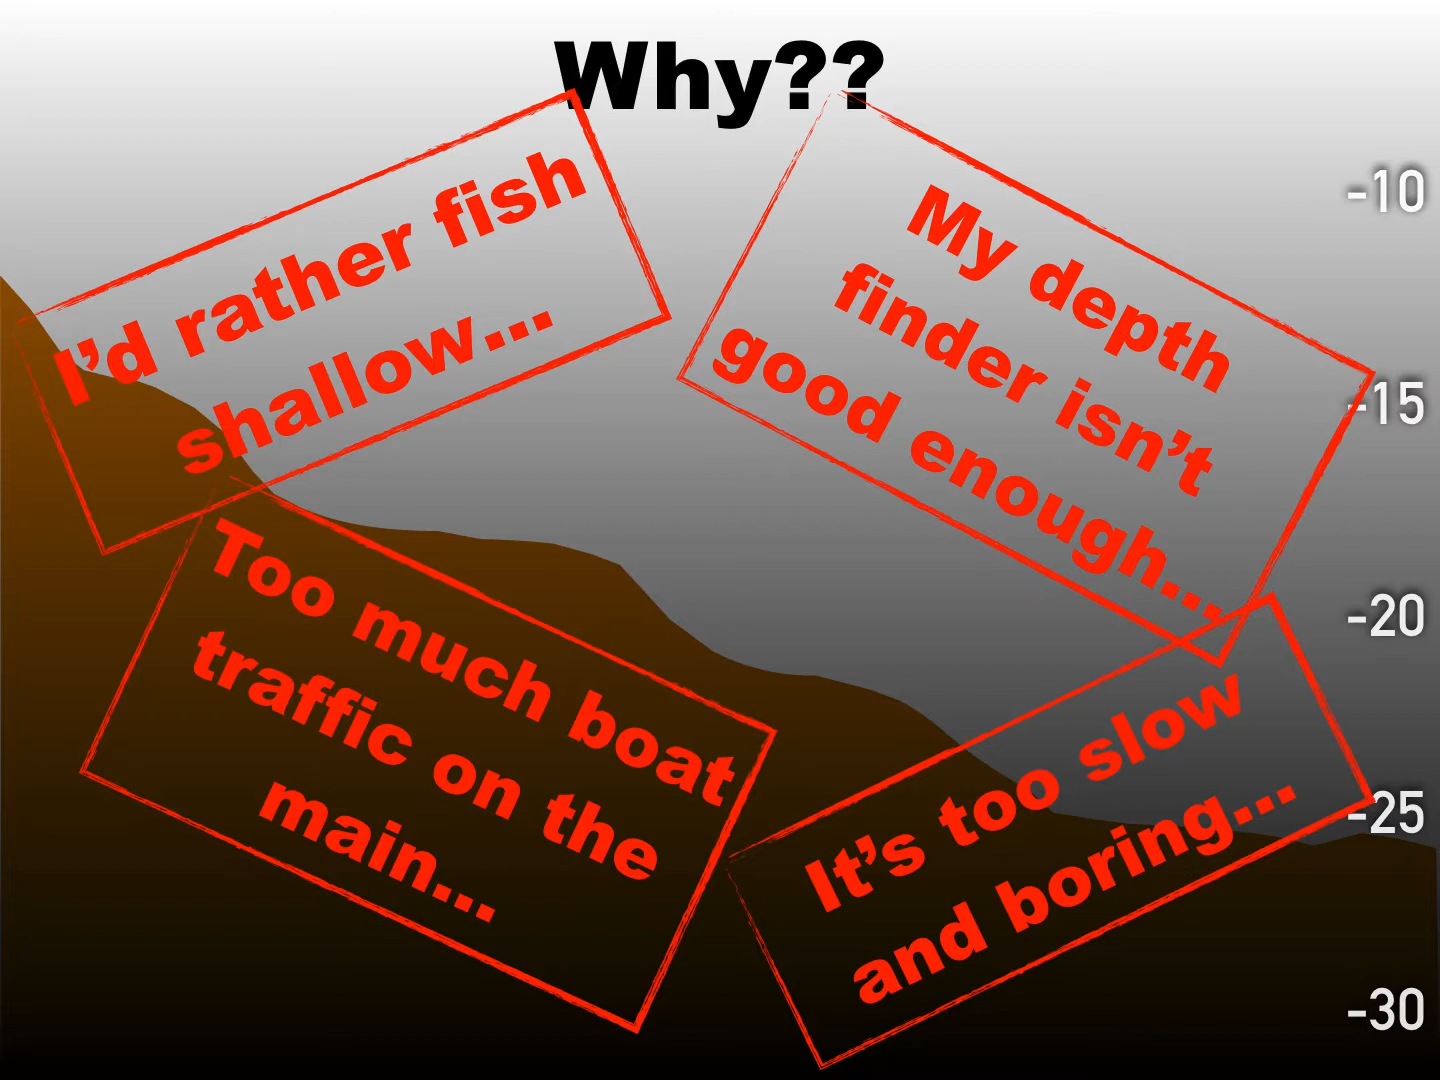 Why??
I’d rather fish
shallow...
My depth
finder isn’t
good enough...
Too much boat
traffic on the
main...
It’s too slow
and boring...
-10
-15
-20
-25
-30